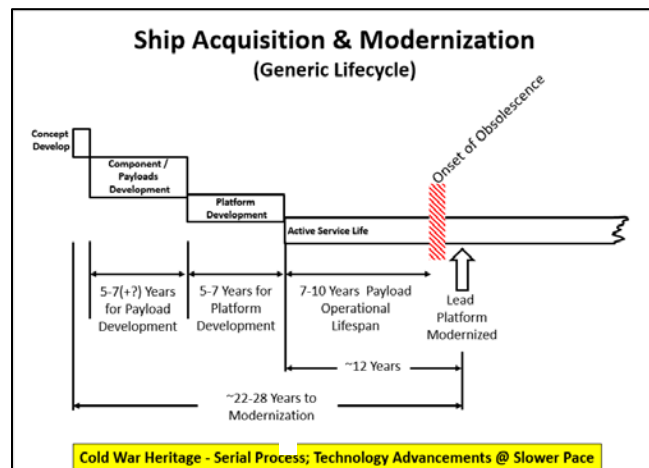 Ship Acquisition & Modernization
(Generic Lifecycle)
Onset of Obsolescence
Concept
Develop
Component /
Payloads
Development
Platform
Development
Active Service Life
5-7(+?) Years
for Payload
Development
5-7 Years for
Platform
Development
7-10 Years Payload
Operational
Lifespan
Lead
Platform
Modernized
~12 Years
~22-28 Years to
Modernization
Cold War Heritage - Serial Process; Technology Advancements @ Slower Pace